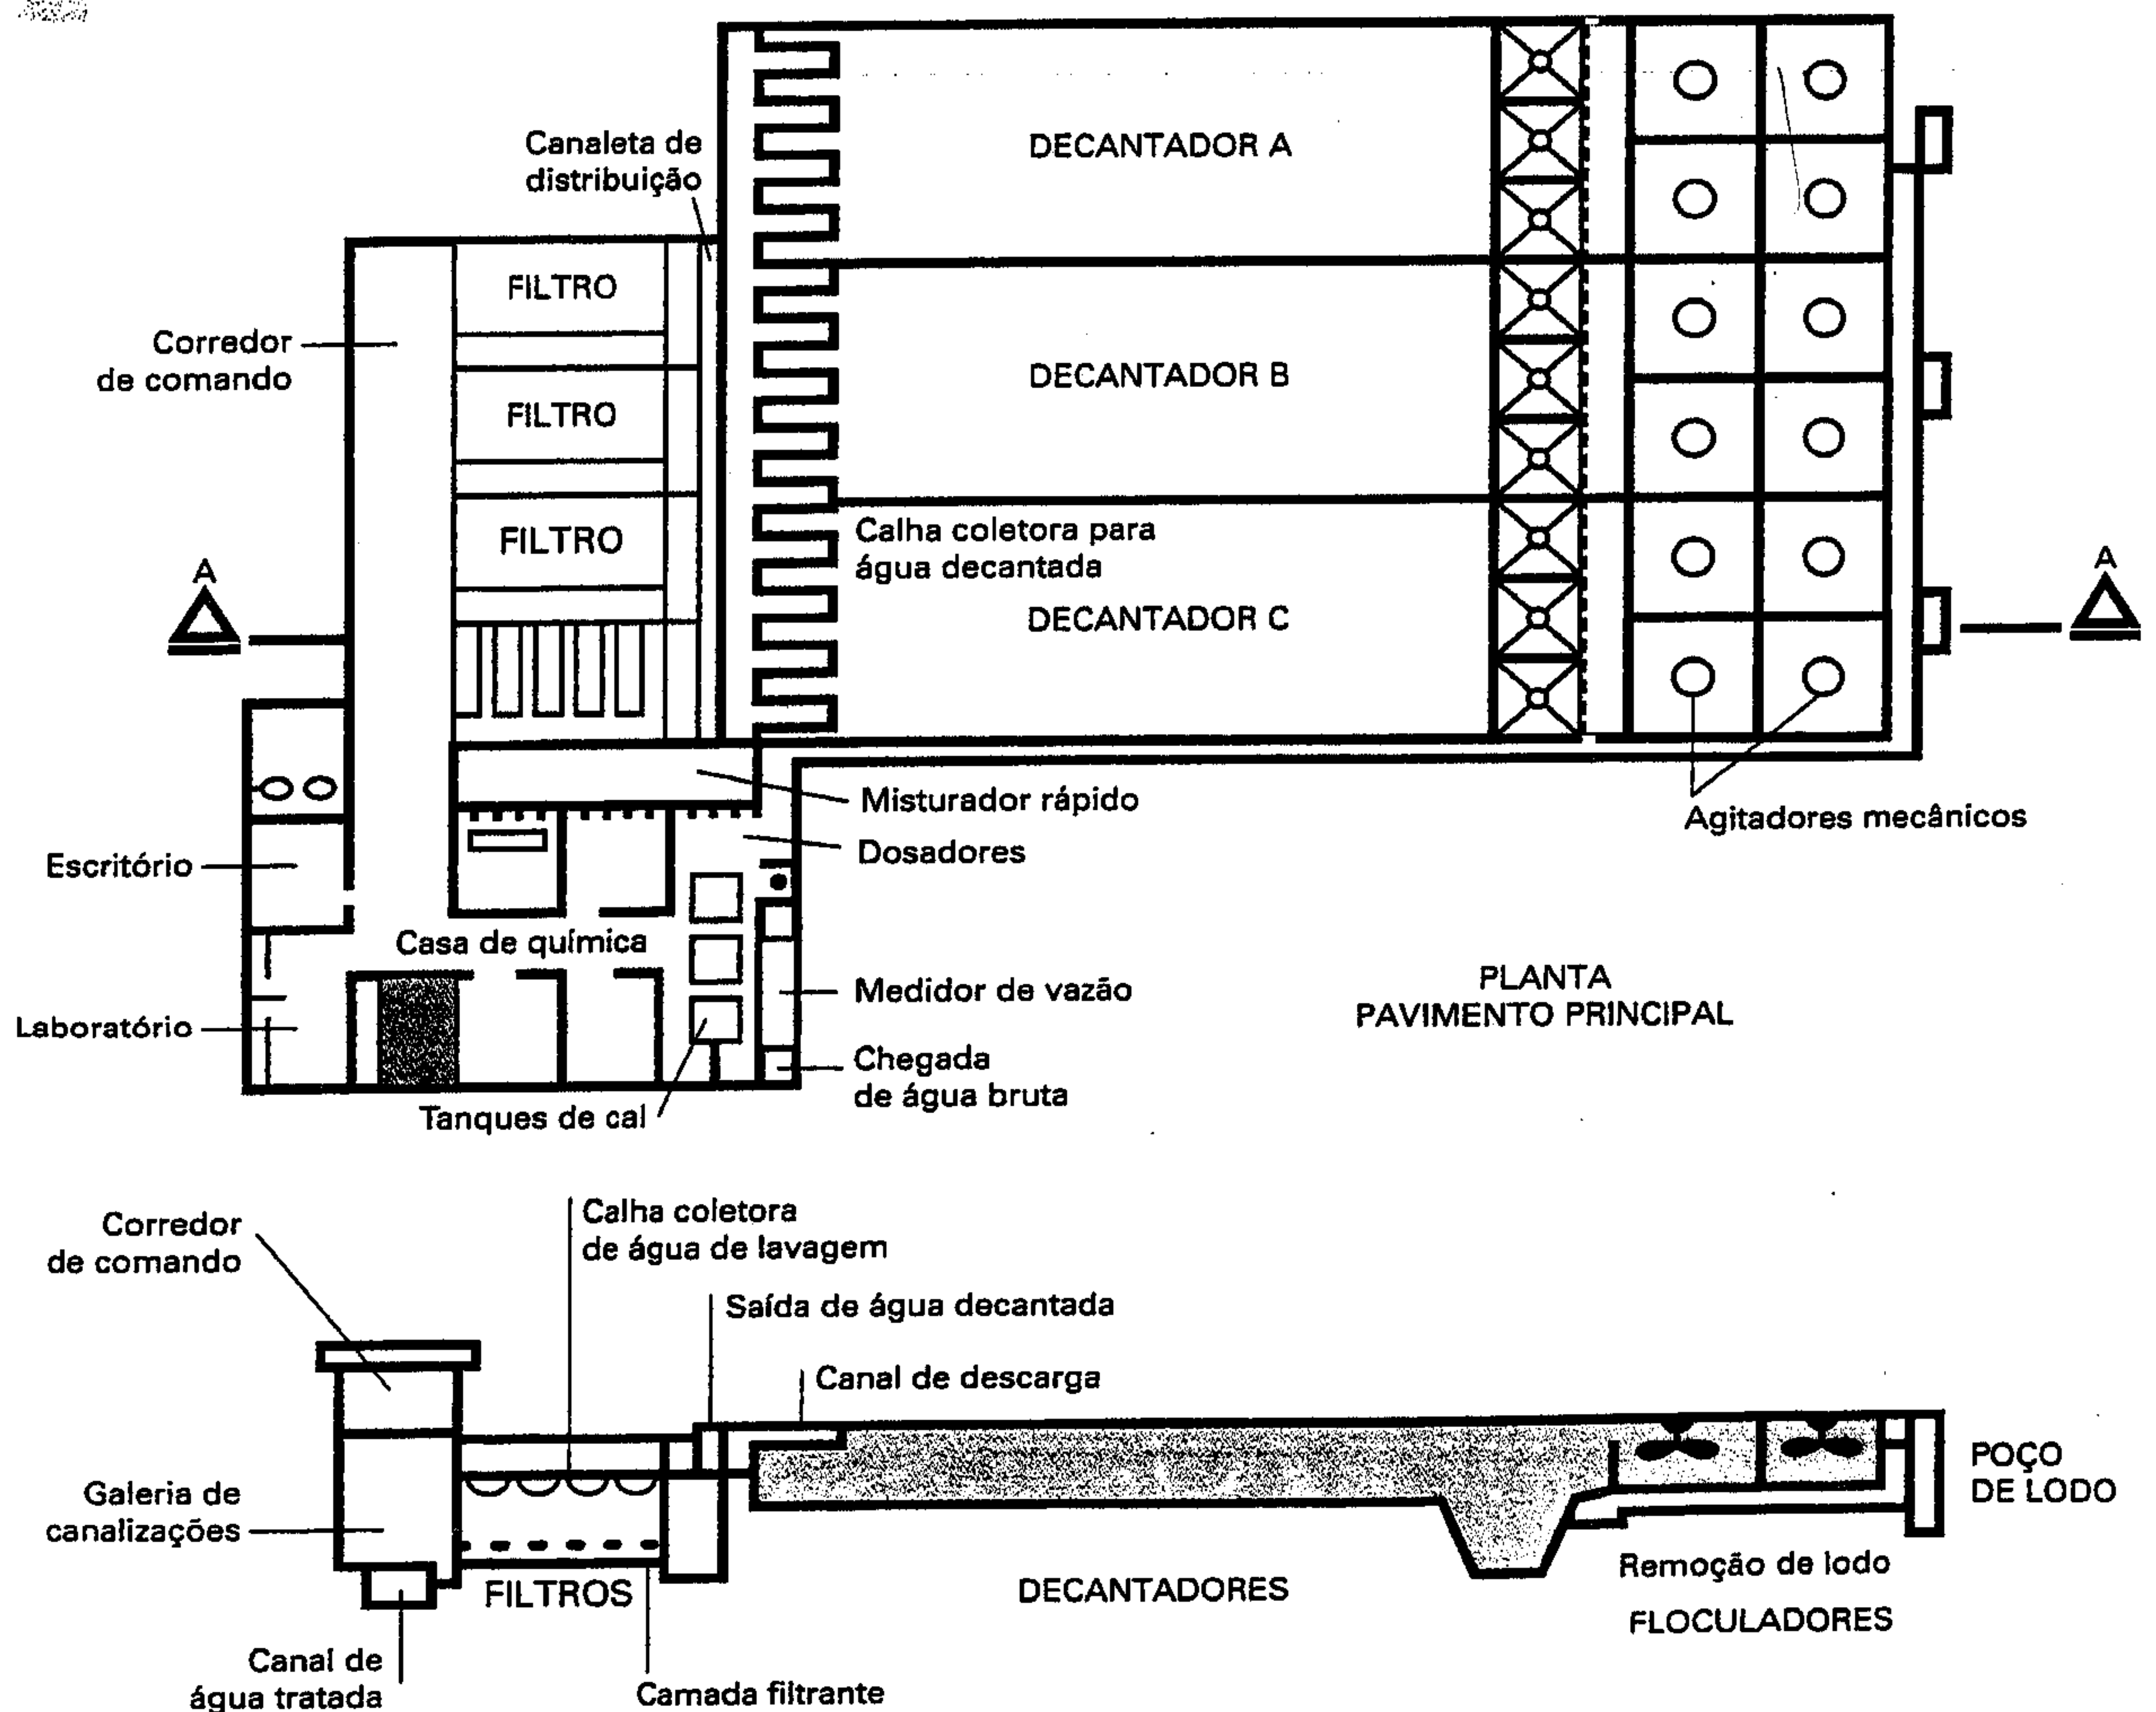 Canaleta de
distribuição
DECANTADOR A
FILTRO
Corredor
de comando
DECANTADOR B
FILTRO
FILTRO
Calha coletora para
água decantada
A
A
DECANTADOR C
Misturador rápido
Agitadores mecânicos
Dosadores
Escritório
Casa de química
PLANTA
PAVIMENTO PRINCIPAL
Medidor de vazão
Laboratório
Chegada
de água bruta
Tanques de cal
Corredor
de comando
Calha coletora
de água de lavagem
Saída de água decantada
Canal de descarga
POÇO
DE LODO
Galeria de
canalizações
FILTROS
DECANTADORES
Remoção de lodo
FLOCULADORES
Canal de
água tratada
Camada filtrante